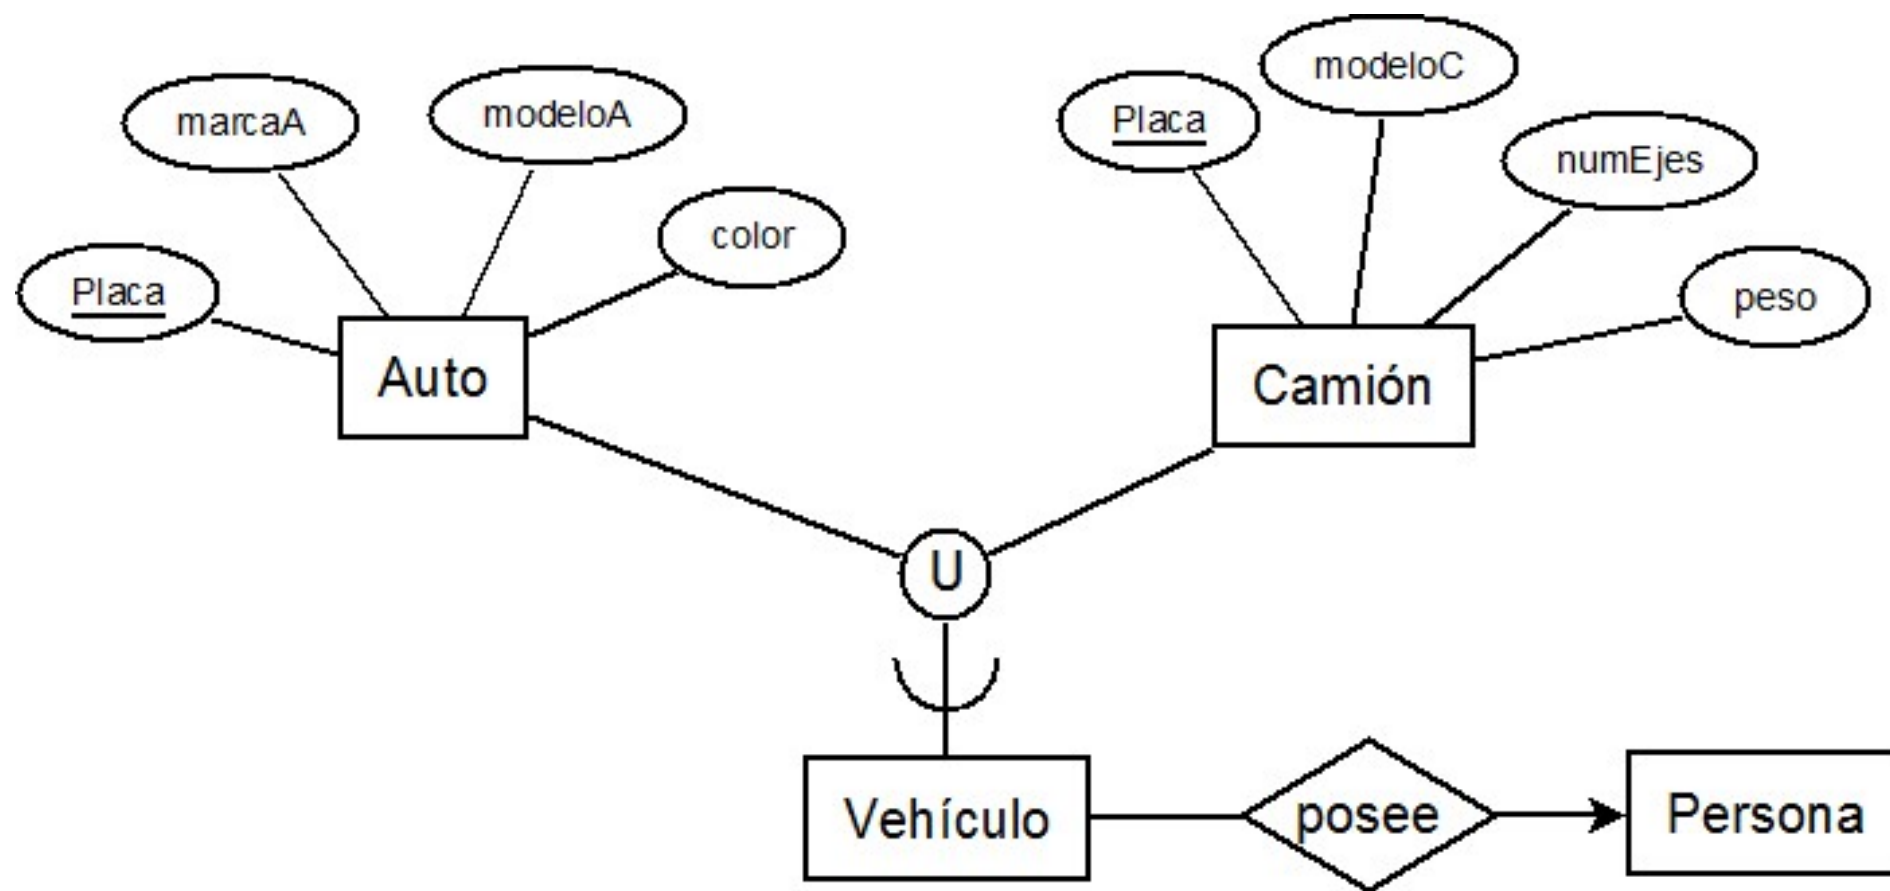 modeloC
marcaA
modeloA
Placa
numEjes
color
Placa
peso
Auto
Camión
U
Vehículo
posee
Persona